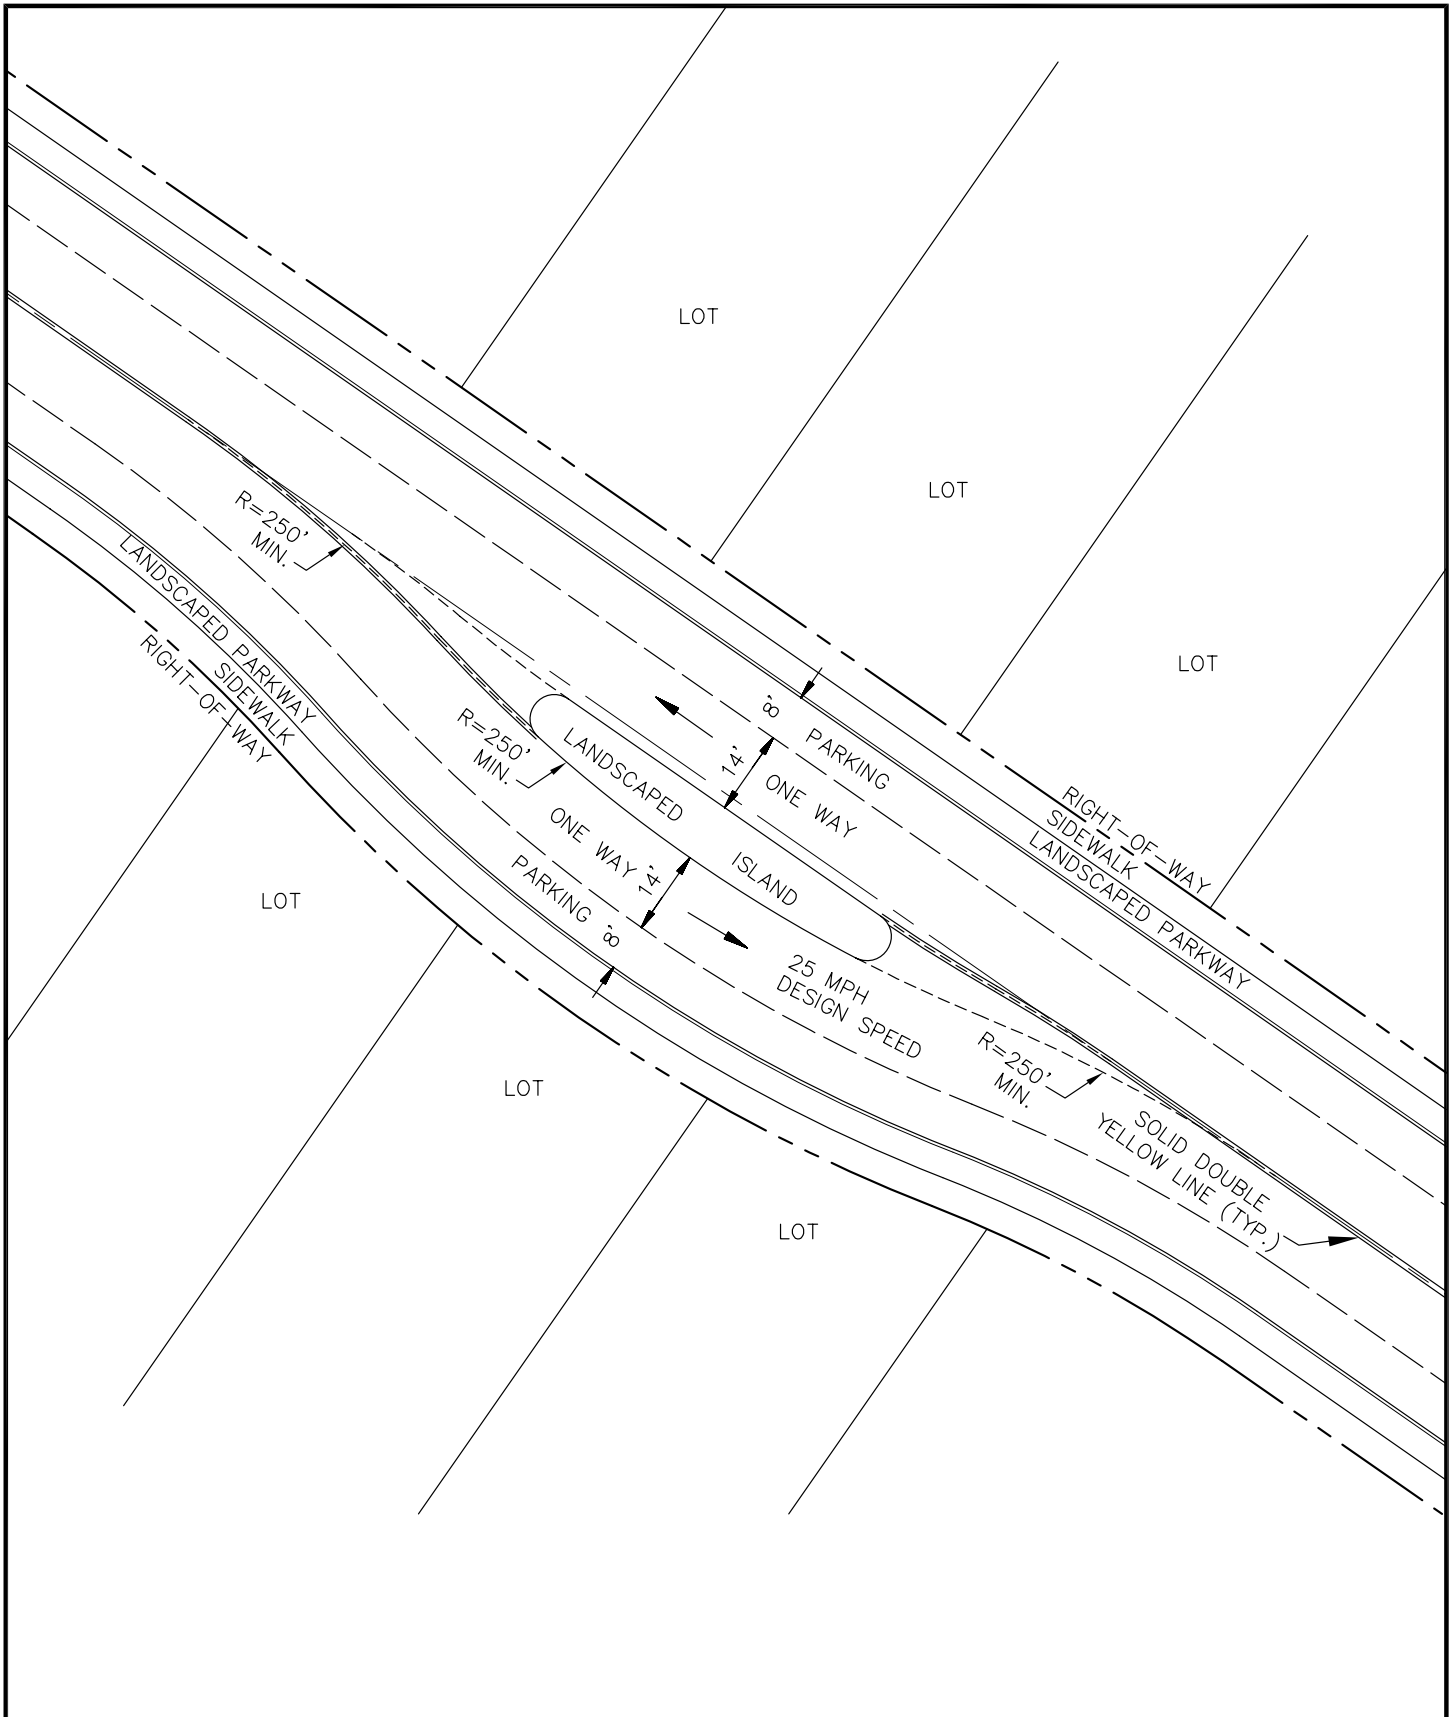 LOT
LOT
LOT
R=250'
MIN.
LANDSCAPED PARKWAY
SIDEWALK
RIGHT-OF-WAY
R=250'
MIN.
LANDSCAPED
ISLAND
8'
PARKING
14'
ONE WAY
RIGHT-OF-WAY
SIDEWALK
LANDSCAPED PARKWAY
ONE WAY
14'
PARKING
8'
25 MPH
DESIGN SPEED
R=250'
MIN.
SOLID DOUBLE
YELLOW LINE (TYP.)
LOT
LOT
LOT